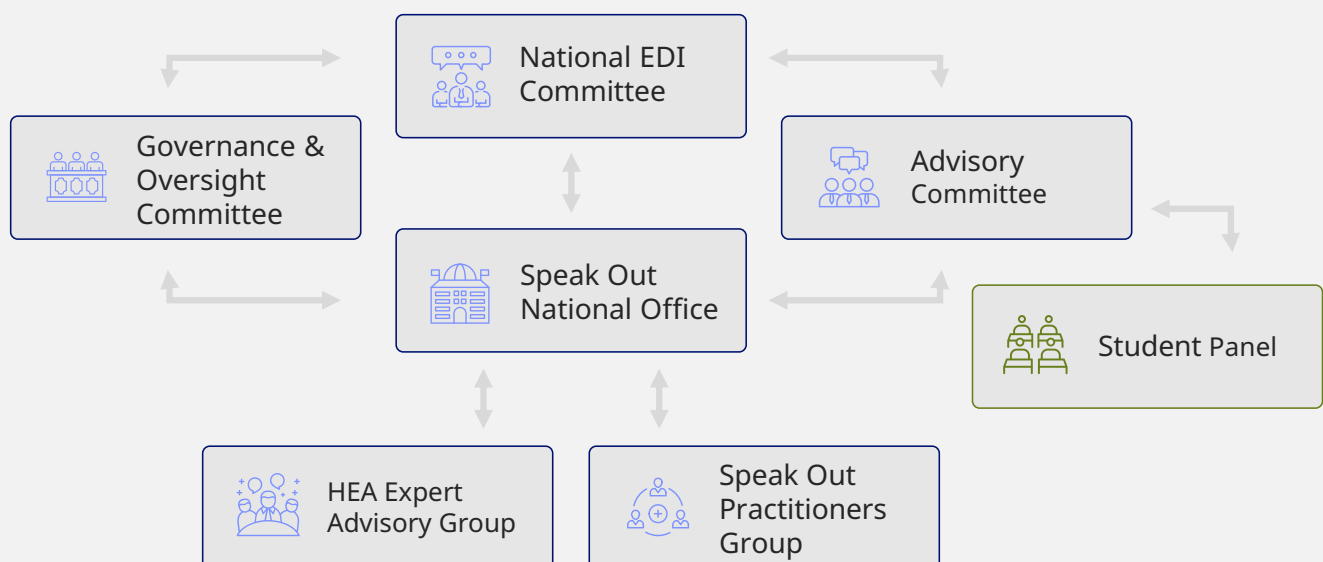 National EDI
Committee
Governance &
Oversight
Committee
Advisory
Committee
Speak Out
National Office
Student Panel
HEA Expert
Advisory Group
Speak Out
Practitioners
Group